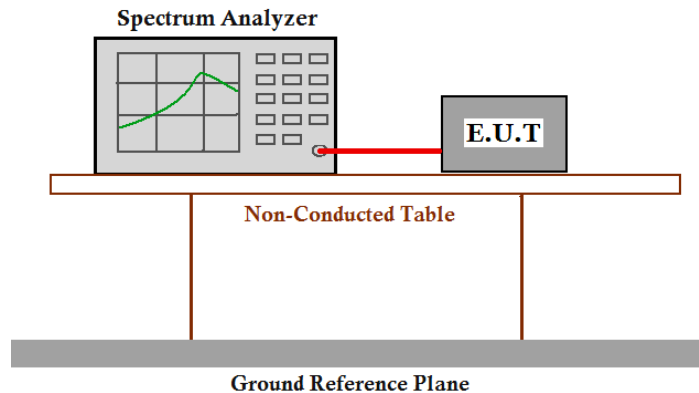 Spectrum Analyzer
E.U.T
Non-Conducted Table
Ground Reference Plane